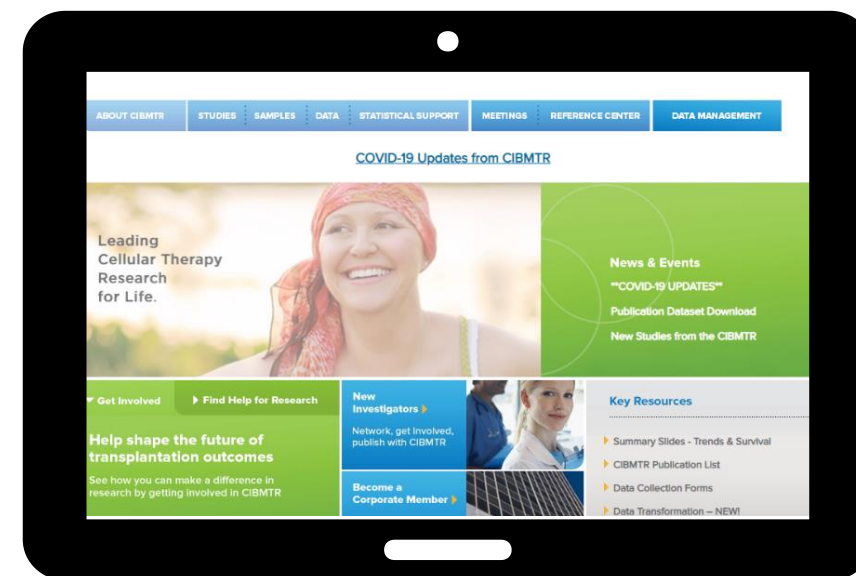 ABOUT CIBMTR STUDIES SAMPLES DATA STATISTICAL SUPPORT MEETINGS REFERENCE CENTER DATA MANAGEMENT
COVID-19 Updates from CIBMTR
Leading
Cellular Therapy
Research
for Life.
News & Events
**COVID-19 UPDATES**
Publication Dataset Download
New Studies from the CIBMTR
Get Involved
Find Help for Research
Help shape the future of
transplantation outcomes
See how you can make a difference in
research by getting involved in CIBMTR
New
Investigators
Network, get involved,
publish with CIBMTR
Become a
Corporate Member
Key Resources
Summary Slides - Trends & Survival
CIBMTR Publication List
Data Collection Forms
Data Transformation – NEW!